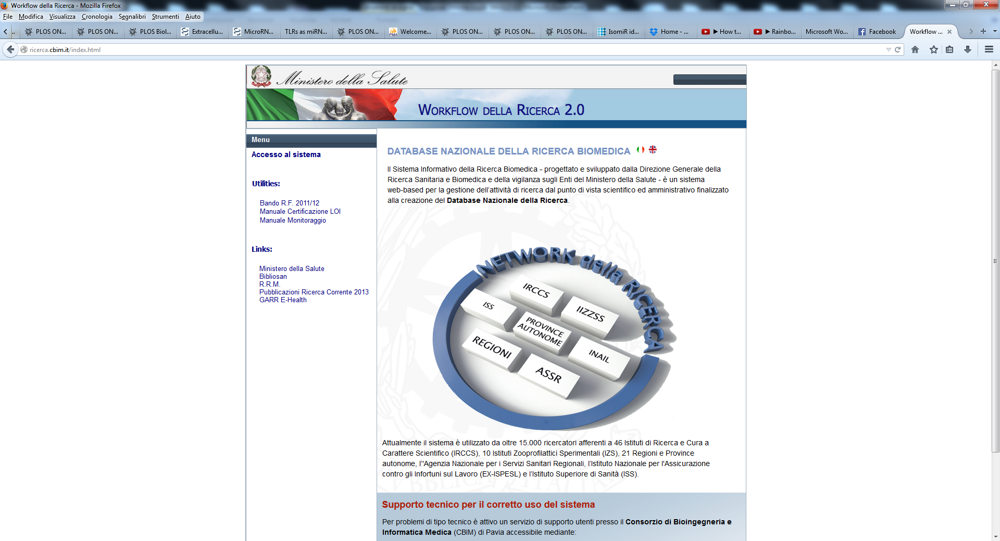 Workflow della Ricerca - Mozilla Firefox
File Modifica Visualizza Cronologia Segnalibri Strumenti Aiuto
.. PLOS ON... PLOS ON... PLOS Biol... Extracellu... MicroRN... TLRs as miRN... PLOS ON... Welcome... PLOS ON... PLOS ON... PLOS ON... IsomiR id... Home - ... How t... Rainbo... Microsoft Wo... Facebook Workflow ...
ricerca.cbim.it/index.html
Ministero della Salute
WORKFLOW DELLA RICERCA 2.0
Menu
Accesso al sistema
Utilities:
Bando R.F. 2011/12
Manuale Certificazione LOI
Manuale Monitoraggio
Links:
Ministero della Salute
Bibliosan
R.R.M.
Pubblicazioni Ricerca Corrente 2013
GARR E-Health
DATABASE NAZIONALE DELLA RICERCA BIOMEDICA
Il Sistema Informativo della Ricerca Biomedica - progettato e sviluppato dalla Direzione Generale della
Ricerca Sanitaria e Biomedica e della vigilanza sugli Enti del Ministero della Salute - è un sistema
web-based per la gestione dell'attività di ricerca dal punto di vista scientifico ed amministrativo finalizzato
alla creazione del Database Nazionale della Ricerca.
NETWORK della RICERCA
IRCCS
ISS
IIZZSS
PROVINCE
AUTONOME
REGIONI
INAIL
ASSR
Attualmente il sistema è utilizzato da oltre 15.000 ricercatori afferenti a 46 Istituti di Ricerca e Cura a
Carattere Scientifico (IRCCS), 10 Istituti Zooprofilattici Sperimentali (IZS), 21 Regioni e Province
autonome, l''Agenzia Nazionale per i Servizi Sanitari Regionali, l'Istituto Nazionale per l'Assicurazione
contro gli Infortuni sul Lavoro (EX-ISPESL) e l'Istituto Superiore di Sanità (ISS).
Supporto tecnico per il corretto uso del sistema
Per problemi di tipo tecnico è attivo un servizio di supporto utenti presso il Consorzio di Bioingegneria e
Informatica Medica (CBIM) di Pavia accessibile mediante: